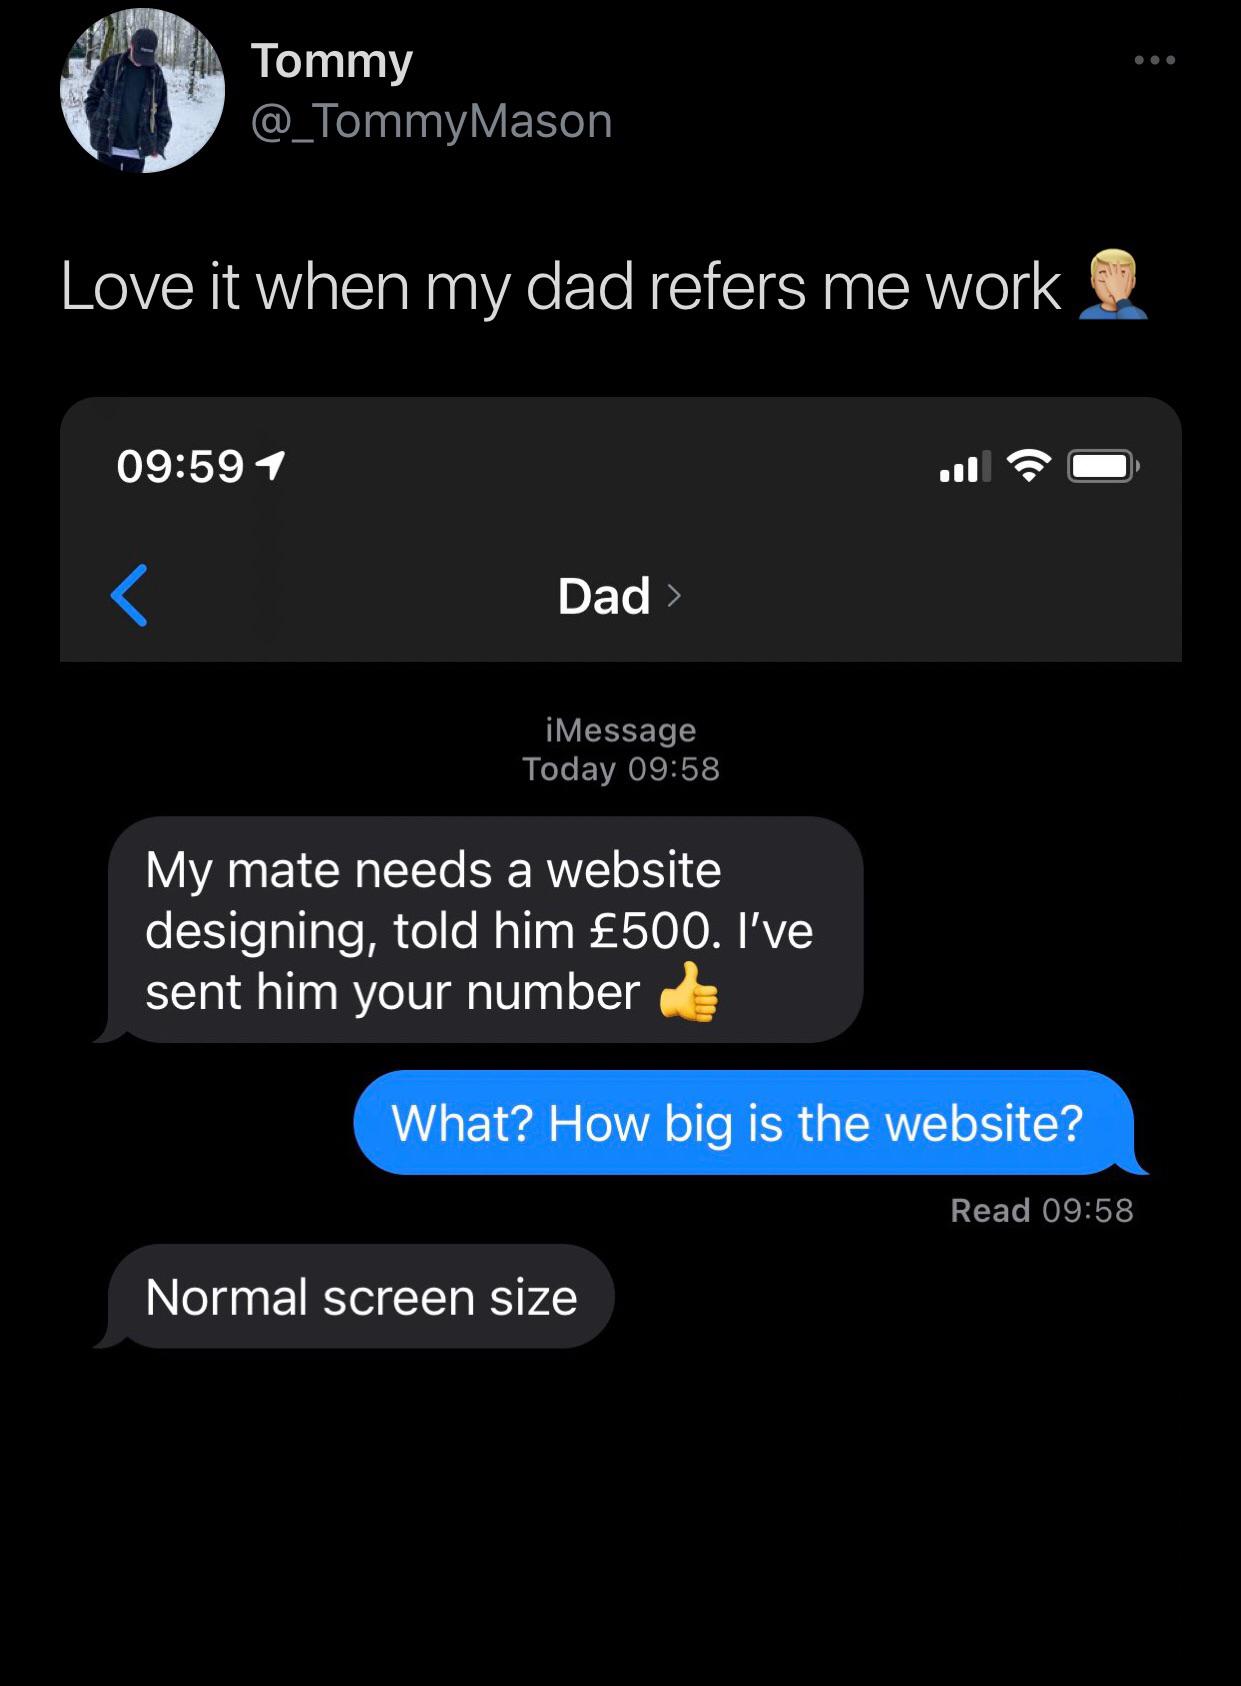 Tommy
@_TommyMason
Love it when my dad refers me work 🤦🏼‍♂️
09:59
Dad
iMessage
Today 09:58
My mate needs a website
designing, told him £500. I’ve
sent him your number 👍
What? How big is the website?
Read 09:58
Normal screen size